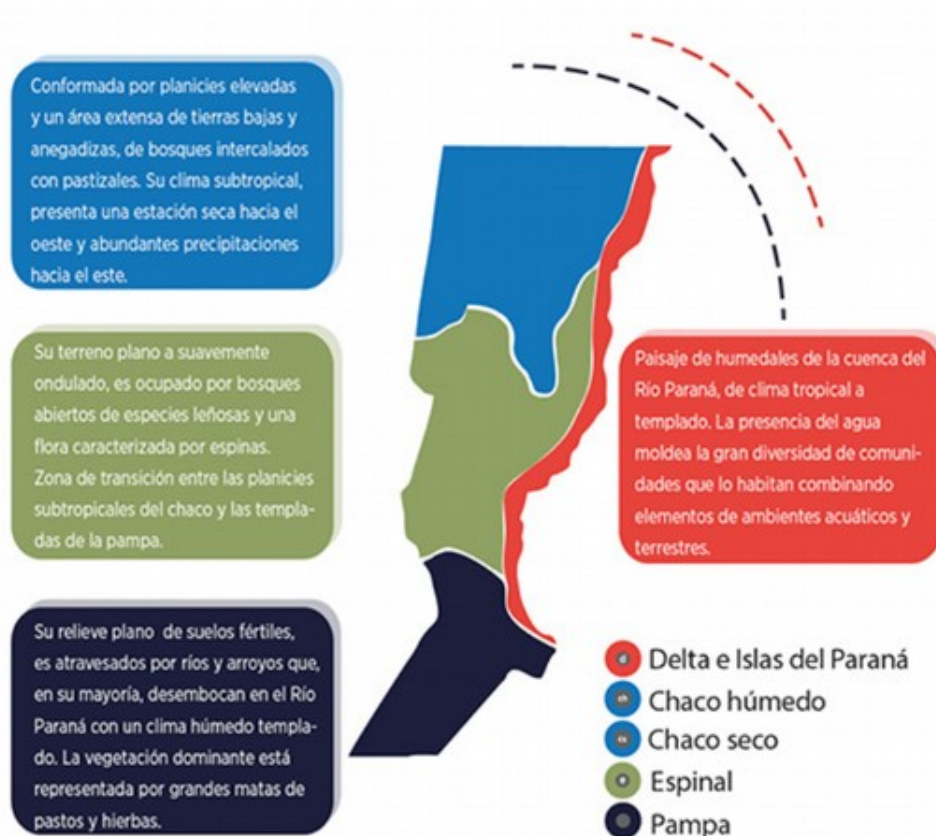 Conformada por planicies elevadas
y un área extensa de tierras bajas y
anegadizas, de bosques intercalados
con pastizales. Su clima subtropical,
presenta una estación seca hacia el
oeste y abundantes precipitaciones
hacia el este.
Su terreno plano a suavemente
ondulado, es ocupado por bosques
abiertos de especies leñosas y una
flora caracterizada por espinas.
Zona de transición entre las planicies
subtropicales del chaco y las templa-
das de la pampa.
Su relieve plano de suelos fértiles,
es atravesados por ríos y arroyos que,
en su mayoría, desembocan en el Río
Paraná con un clima húmedo templa-
do. La vegetación dominante está
representada por grandes matas de
pastos y hierbas.
Paisaje de humedales de la cuenca del
Río Paraná, de clima tropical a
templado. La presencia del agua
moldea la gran diversidad de comuni-
dades que lo habitan combinando
elementos de ambientes acuáticos y
terrestres.
Delta e Islas del Paraná
Chaco húmedo
Chaco seco
Espinal
Pampa